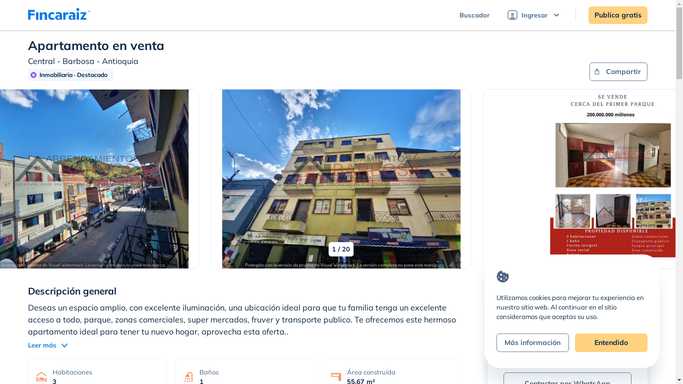 Fincaraiz
Buscador
Ingresar
Publica gratis
Apartamento en venta
Central - Barbosa - Antioquia
Inmobiliaria - Destacado
Compartir
ARRENDAMIENTO
SE VENDE
CERCA DEL PRIMER PARQUE
200.000.000 millones
PROPIEDAD DISPONIBLE
1 / 20
Descripción general
Deseas un espacio amplio, con excelente iluminación, una ubicación ideal para que tu familia tenga un excelente
acceso a todo, parque, zonas comerciales, super mercados, fruver y transporte publico. Te ofrecemos este hermoso
apartamento ideal para tener tu nuevo hogar, aprovecha esta oferta..
Leer más
Habitaciones
3
Baños
1
Área construida
55.67 m²
Utilizamos cookies para mejorar tu experiencia en
nuestro sitio web. Al continuar en el sitio
consideramos que aceptas su uso.
Más información
Entendido
Contactar por WhatsApp